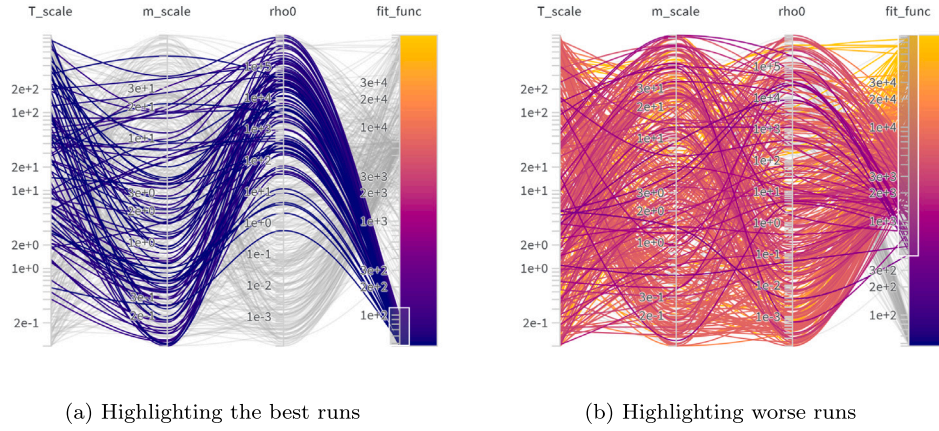 T_scale m_scale rho0 fit_func T_scale m_scale rho0 fit_func
1e+5 1e+5
3e+1 3e+4 3e+1 3e+4
2e+2 1e+4 2e+4 2e+2 1e+4 2e+4
1e+2 1e+2
1e+3 1e+4 1e+3 1e+4
1e+1 1e+1
2e+1 1e+2 2e+1 1e+2
3e+3 3e+3
1e+1 3e+0 1e+1 2e+3 1e+1 3e+0 1e+1 2e+3
2e+0 2e+0
1e+0 1e+3 1e+0 1e+3
2e+0 1e+0 2e+0 1e+0
1e-1 1e-1
1e+0 3e+2 1e+0 3e+2
1e-2 2e+2 1e-2 2e+2
3e-1 3e-1
2e-1 2e-1 1e-3 1e+2 2e-1 2e-1 1e-3 1e+2
(a) Highlighting the best runs
(b) Highlighting worse runs